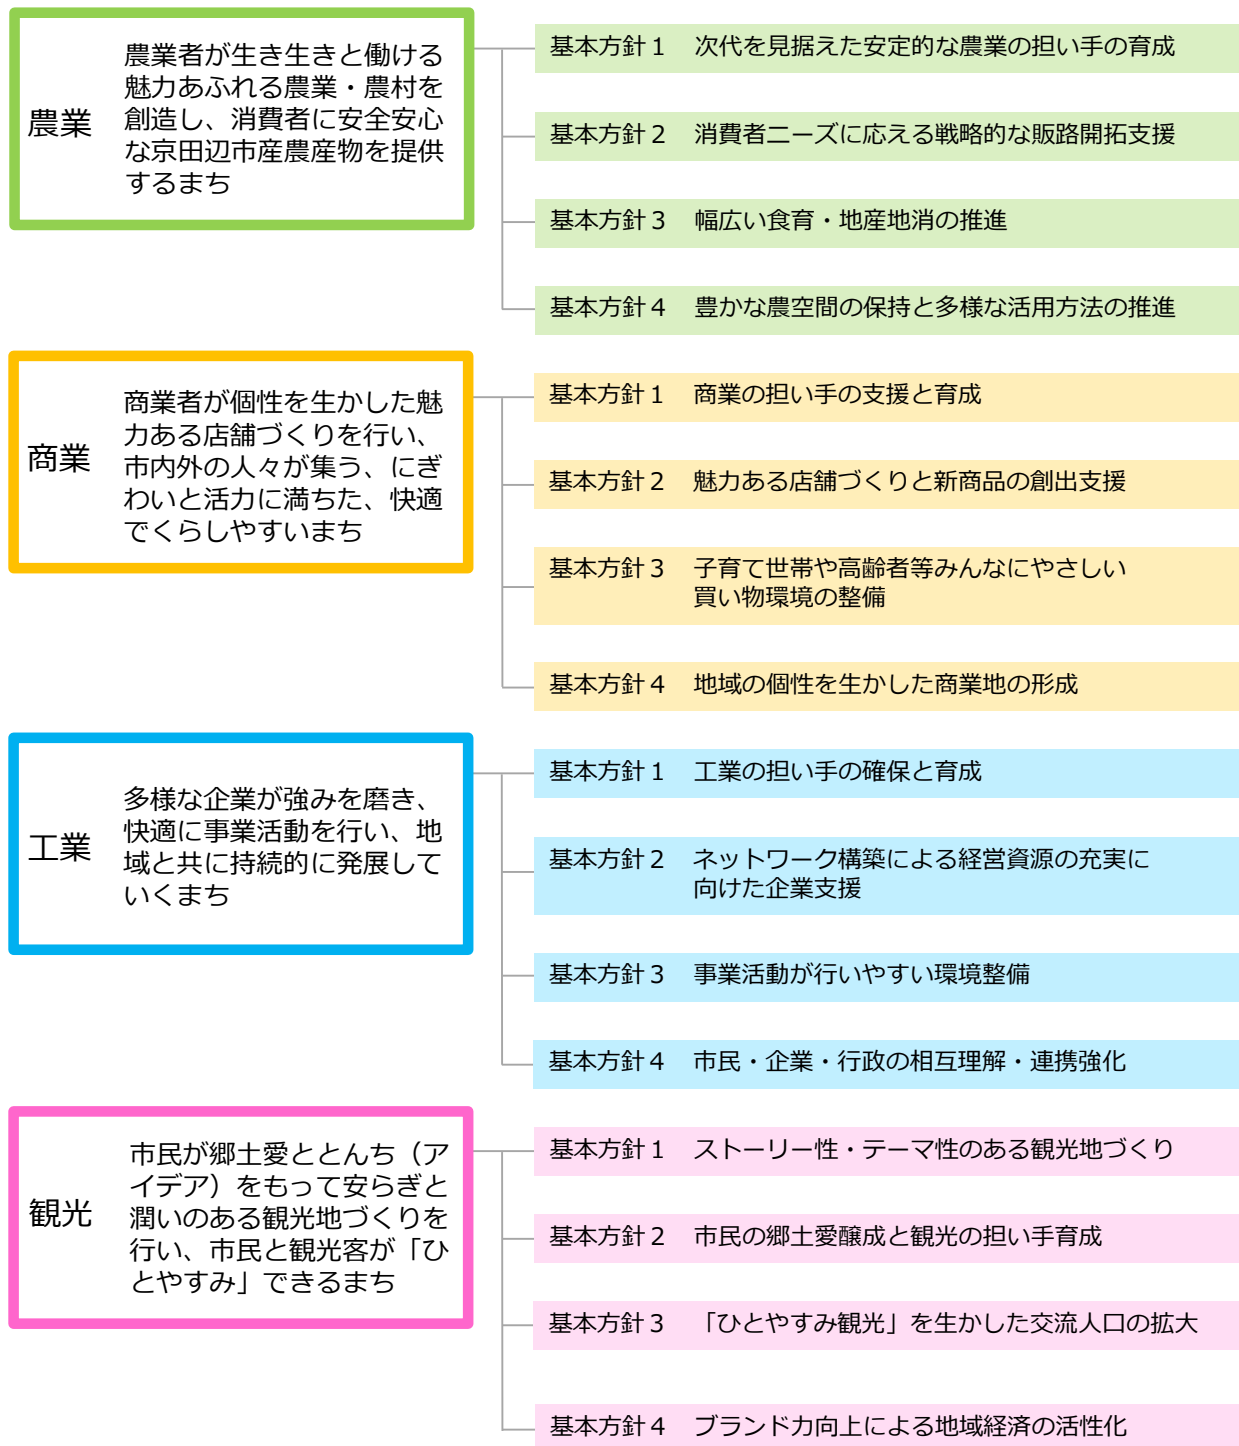 農業
農業者が生き生きと働ける
魅力あふれる農業・農村を
創造し、消費者に安全安心
な京田辺市産農産物を提供
するまち
基本方針１　次代を見据えた安定的な農業の担い手の育成
基本方針２　消費者ニーズに応える戦略的な販路開拓支援
基本方針３　幅広い食育・地産地消の推進
基本方針４　豊かな農空間の保持と多様な活用方法の推進
商業
商業者が個性を生かした魅
力ある店舗づくりを行い、
市内外の人々が集う、にぎ
わいと活力に満ちた、快適
でくらしやすいまち
基本方針１　商業の担い手の支援と育成
基本方針２　魅力ある店舗づくりと新商品の創出支援
基本方針３　子育て世帯や高齢者等みんなにやさしい
買い物環境の整備
基本方針４　地域の個性を生かした商業地の形成
工業
多様な企業が強みを磨き、
快適に事業活動を行い、地
域と共に持続的に発展して
いくまち
基本方針１　工業の担い手の確保と育成
基本方針２　ネットワーク構築による経営資源の充実に
向けた企業支援
基本方針３　事業活動が行いやすい環境整備
基本方針４　市民・企業・行政の相互理解・連携強化
観光
市民が郷土愛ととんち（ア
イデア）をもって安らぎと
潤いのある観光地づくりを
行い、市民と観光客が「ひ
とやすみ」できるまち
基本方針１　ストーリー性・テーマ性のある観光地づくり
基本方針２　市民の郷土愛醸成と観光の担い手育成
基本方針３　「ひとやすみ観光」を生かした交流人口の拡大
基本方針４　ブランド力向上による地域経済の活性化